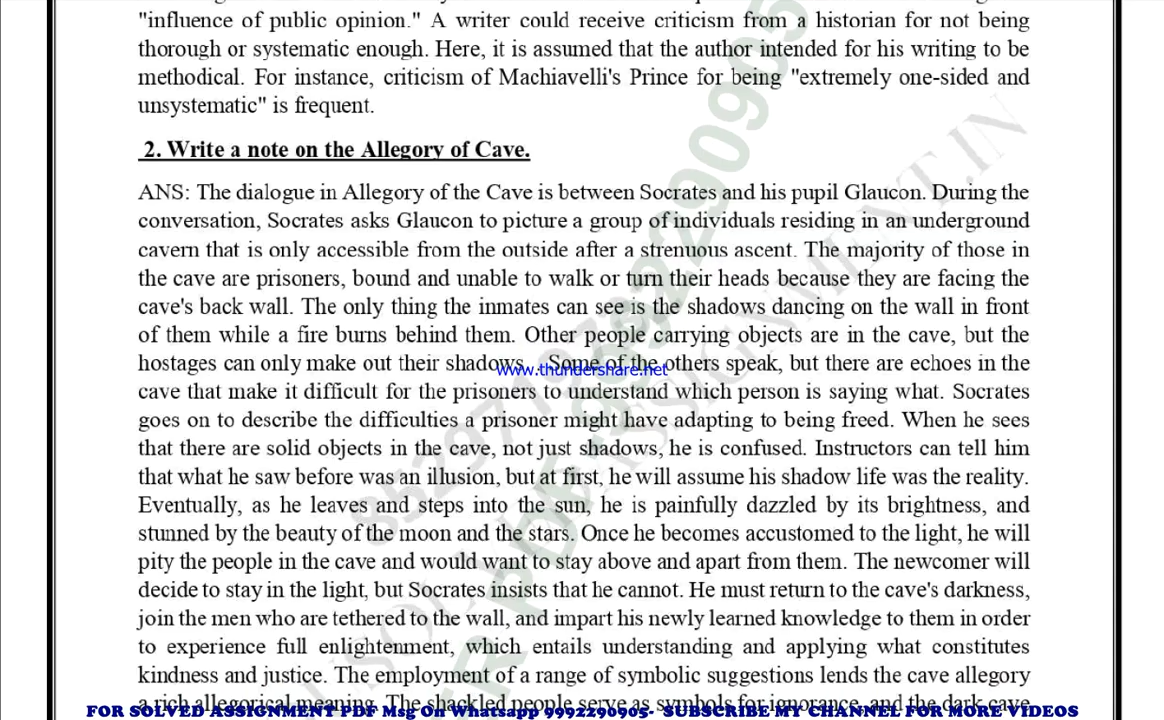 "influence of public opinion." A writer could receive criticism from a historian for not being
thorough or systematic enough. Here, it is assumed that the author intended for his writing to be
methodical. For instance, criticism of Machiavelli's Prince for being "extremely one-sided and
unsystematic" is frequent.
2. Write a note on the Allegory of Cave.
ANS: The dialogue in Allegory of the Cave is between Socrates and his pupil Glaucon. During the
conversation, Socrates asks Glaucon to picture a group of individuals residing in an underground
cavern that is only accessible from the outside after a strenuous ascent. The majority of those in
the cave are prisoners, bound and unable to walk or turn their heads because they are facing the
cave's back wall. The only thing the inmates can see is the shadows dancing on the wall in front
of them while a fire burns behind them. Other people carrying objects are in the cave, but the
hostages can only make out their shadows. Some of the others speak, but there are echoes in the
www.thundershare.net
cave that make it difficult for the prisoners to understand which person is saying what. Socrates
goes on to describe the difficulties a prisoner might have adapting to being freed. When he sees
that there are solid objects in the cave, not just shadows, he is confused. Instructors can tell him
that what he saw before was an illusion, but at first, he will assume his shadow life was the reality.
Eventually, as he leaves and steps into the sun, he is painfully dazzled by its brightness, and
stunned by the beauty of the moon and the stars. Once he becomes accustomed to the light, he will
pity the people in the cave and would want to stay above and apart from them. The newcomer will
decide to stay in the light, but Socrates insists that he cannot. He must return to the cave's darkness,
join the men who are tethered to the wall, and impart his newly learned knowledge to them in order
to experience full enlightenment, which entails understanding and applying what constitutes
kindness and justice. The employment of a range of symbolic suggestions lends the cave allegory
a rich allegorical meaning. The shackled people serve as symbols for ignorance, and the dark cave
FOR SOLVED ASSIGNMENT PDF Msg On Whatsapp 9992290905- SUBSCRIBE MY CHANNEL FOR MORE VIDEOS